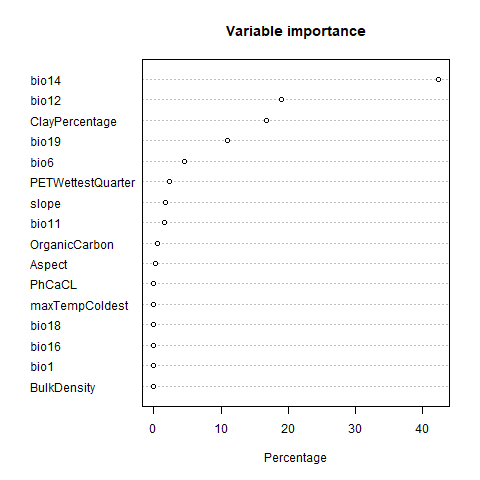 Variable importance
bio14
bio12
ClayPercentage
bio19
bio6
PETWettestQuarter
slope
bio11
OrganicCarbon
Aspect
PhCaCL
maxTempColdest
bio18
bio16
bio1
BulkDensity
0 10 20 30 40
Percentage